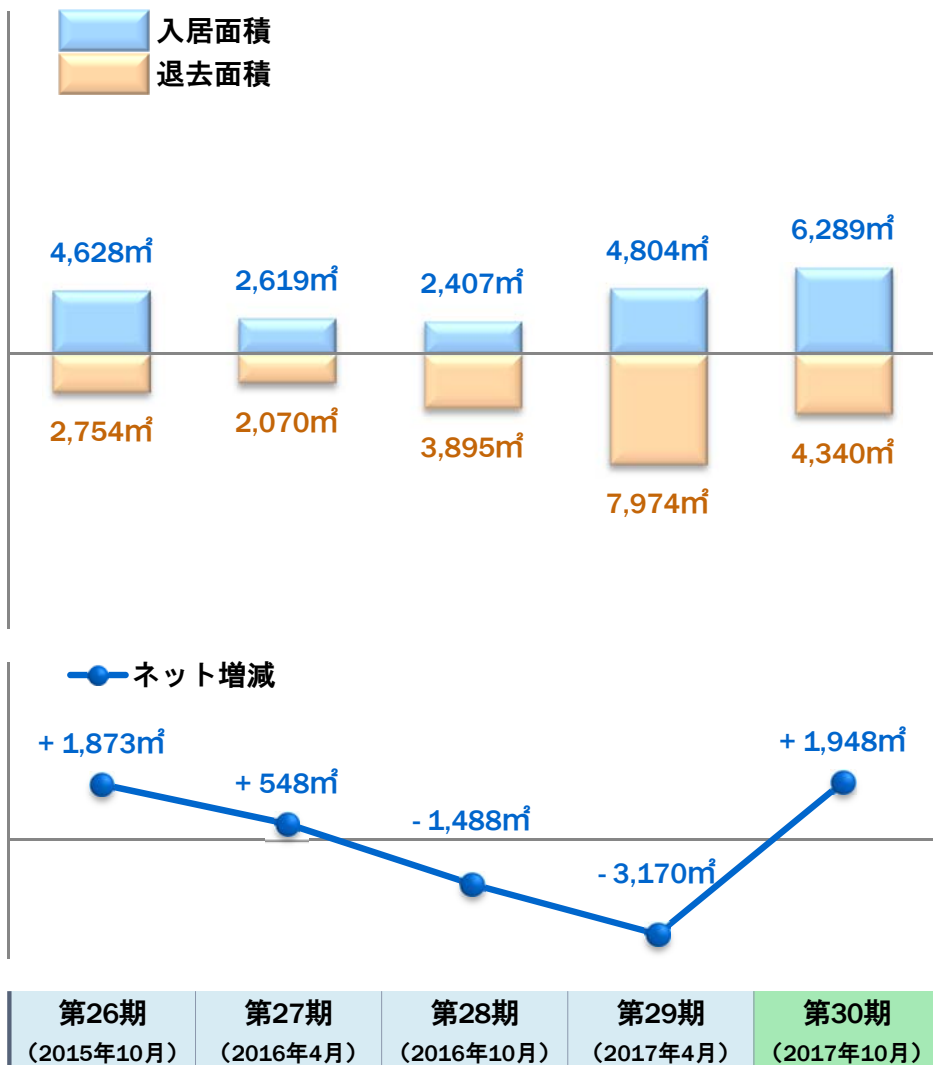 入居面積
退去面積
4,628㎡
2,619㎡
2,407㎡
4,804㎡
6,289㎡
2,754㎡
2,070㎡
3,895㎡
7,974㎡
4,340㎡
ネット増減
+ 1,873㎡
+ 548㎡
- 1,488㎡
- 3,170㎡
+ 1,948㎡
第26期
(2015年10月)
第27期
(2016年4月)
第28期
(2016年10月)
第29期
(2017年4月)
第30期
(2017年10月)